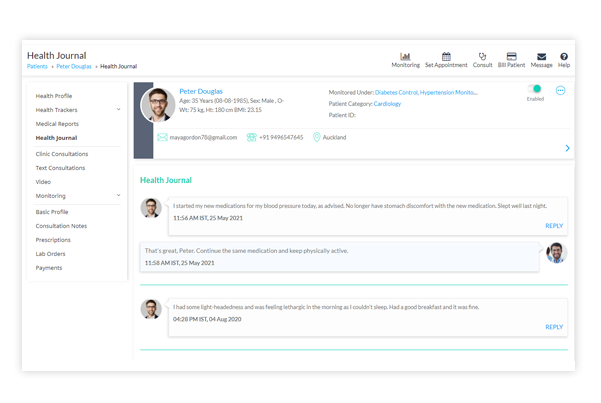 Health Journal
Patients » Peter Douglas » Health Journal
Monitoring Set Appointment Consult Bill Patient Message Help
Health Profile
Health Trackers
Medical Reports
Health Journal
Clinic Consultations
Text Consultations
Video
Monitoring
Basic Profile
Consultation Notes
Prescriptions
Lab Orders
Payments
Peter Douglas
Age: 35 Years (08-08-1985), Sex: Male , O-
Wt: 75 kg, Ht: 180 cm BMI: 23.15
Monitored Under: Diabetes Control, Hypertension Monito...
Patient Category: Cardiology
Patient ID:
Enabled
mayagordon78@gmail.com +91 9496547645 Auckland
Health Journal
I started my new medications for my blood pressure today, as advised. No longer have stomach discomfort with the new medication. Slept well last night.
11:56 AM IST, 25 May 2021
REPLY
That's great, Peter. Continue the same medication and keep physically active.
11:58 AM IST, 25 May 2021
I had some light-headedness and was feeling lethargic in the morning as I couldn't sleep. Had a good breakfast and it was fine.
04:28 PM IST, 04 Aug 2020
REPLY